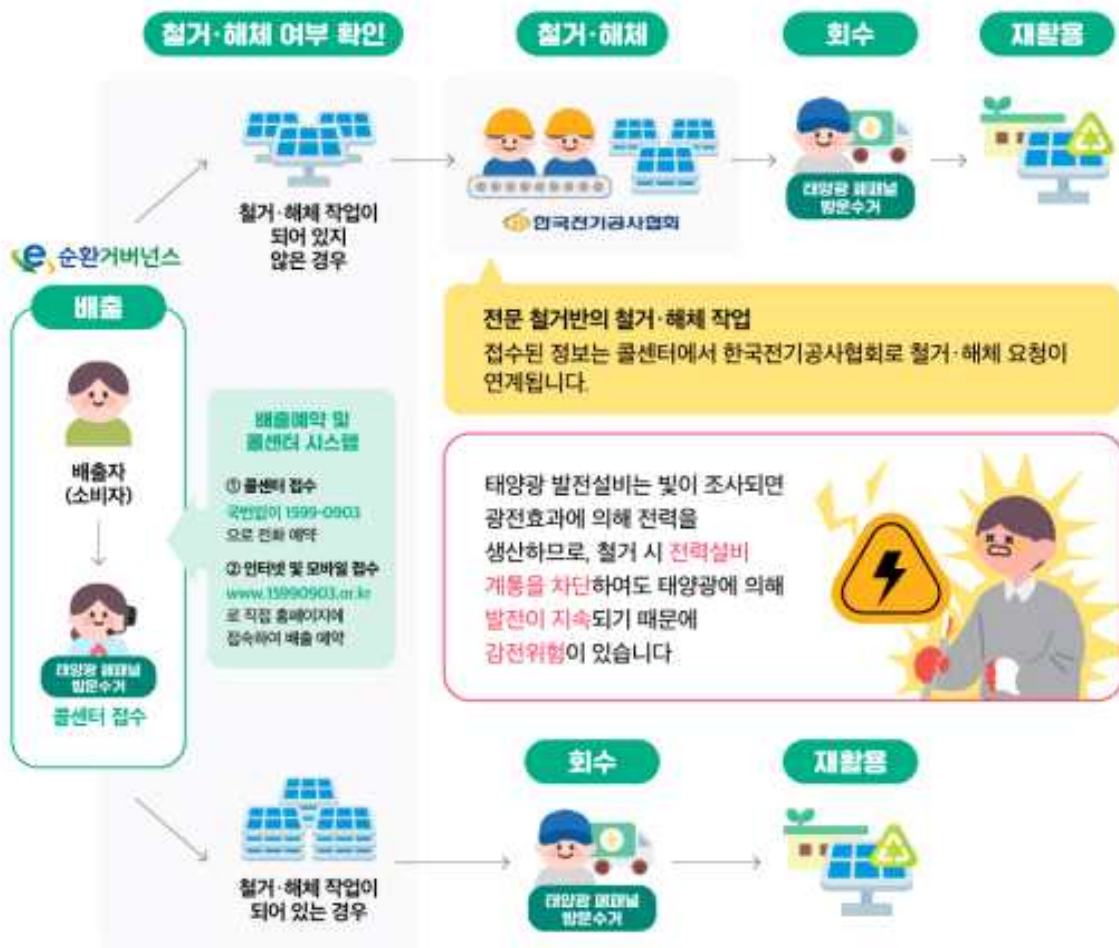 철거·해체 여부 확인
철거·해체
회수
재활용
철거·해체 작업이
되어 있지
않은 경우
한국전기공사협회
태양광 폐패널
방문수거
e 순환거버넌스
배출
배출자
(소비자)
태양광 폐패널
방문수거
콜센터 접수
배출예약 및
콜센터 시스템
① 콜센터 접수
국번없이 1599-0903
으로 전화 예약
② 인터넷 및 모바일 접수
www.15990903.or.kr
로 직접 홈페이지에
접속하여 배출 예약
전문 철거반의 철거·해체 작업
접수된 정보는 콜센터에서 한국전기공사협회로 철거·해체 요청이
연계됩니다.
태양광 발전설비는 빛이 조사되면
광전효과에 의해 전력을
생산하므로, 철거 시 전력설비
계통을 차단하여도 태양광에 의해
발전이 지속되기 때문에
감전위험이 있습니다
철거·해체 작업이
되어 있는 경우
회수
태양광 폐패널
방문수거
재활용